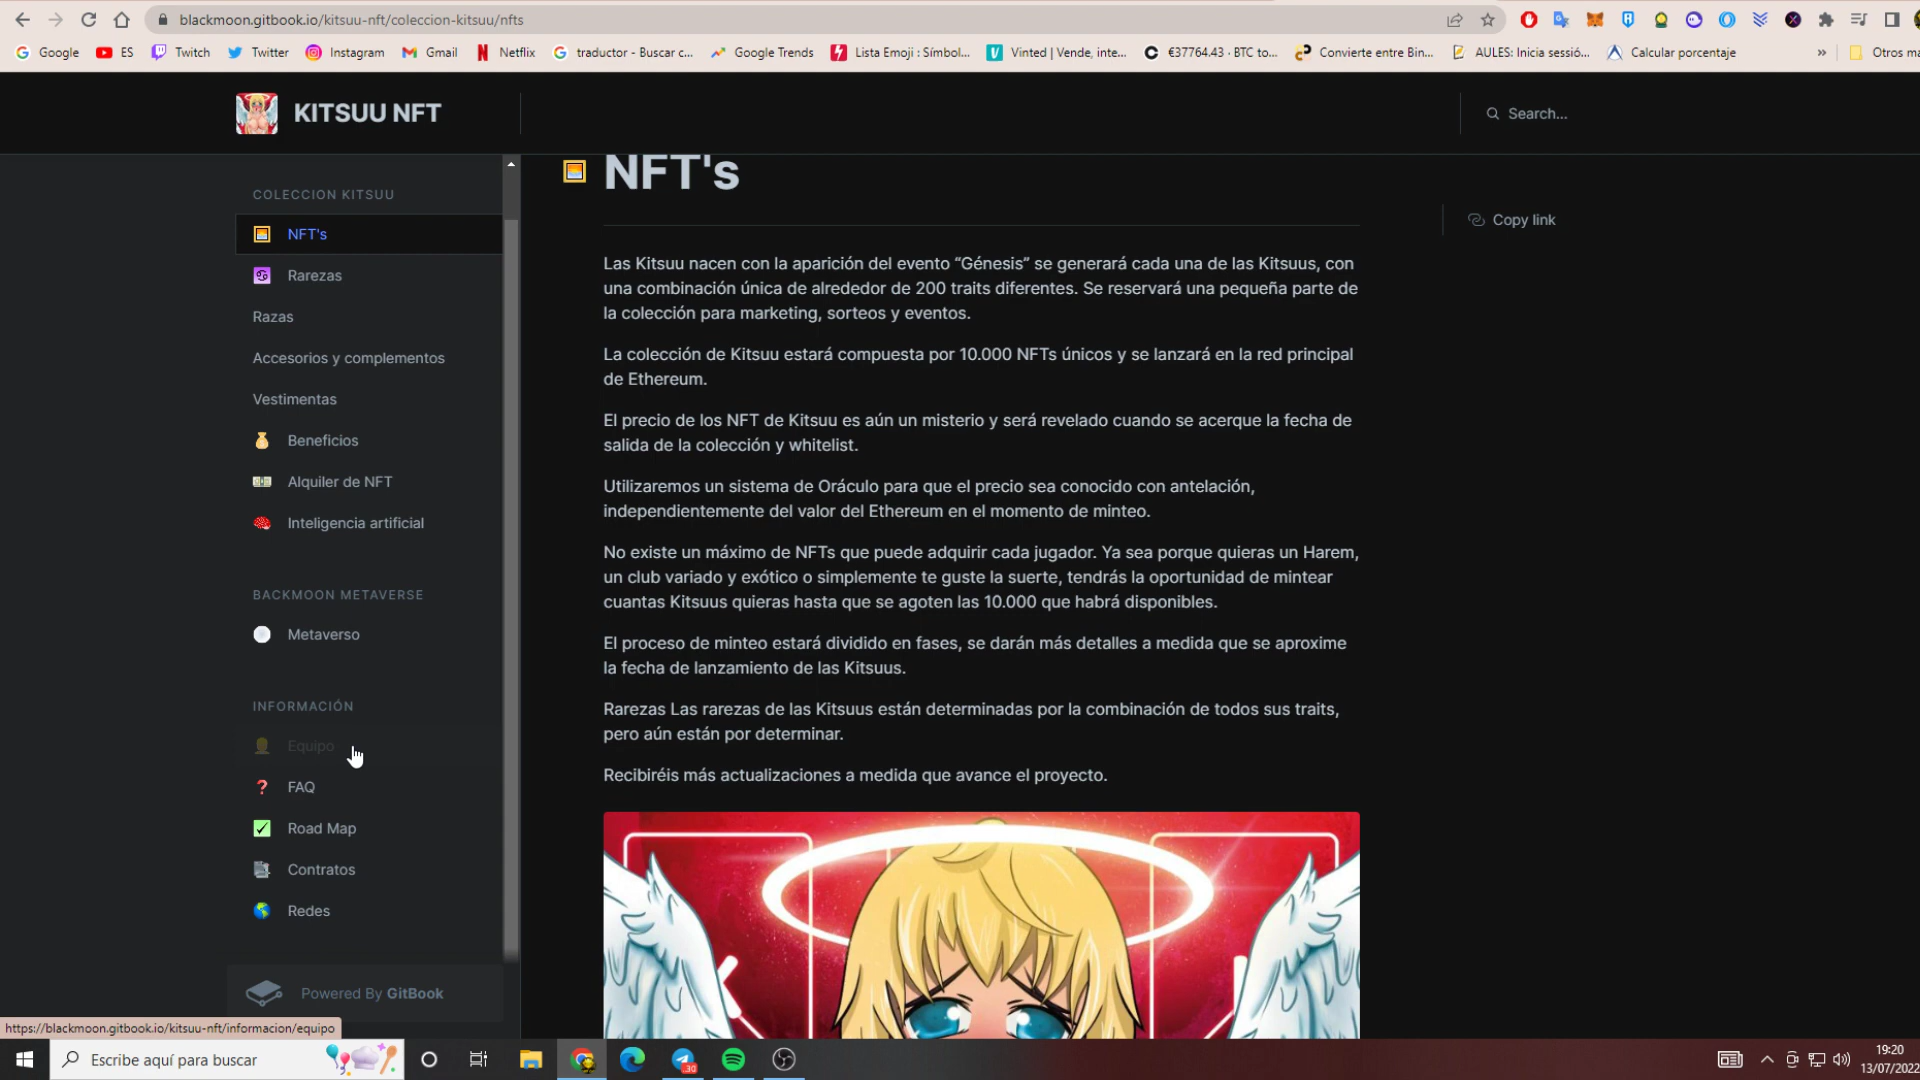 blackmoon.gitbook.io/kitsuu-nft/coleccion-kitsuu/nfts
Google
ES
Twitch
Twitter
Instagram
Gmail
Netflix
traductor - Buscar c...
Google Trends
Lista Emoji : Símbol...
Vinted | Vende, inte...
€37764.43 · BTC to...
Convierte entre Bin...
AULES: Inicia sessió...
Calcular porcentaje
»
Otros ma
KITSUU NFT
Search...
COLECCION KITSUU
NFT's
Rarezas
Razas
Accesorios y complementos
Vestimentas
Beneficios
Alquiler de NFT
Inteligencia artificial
BACKMOON METAVERSE
Metaverso
INFORMACIÓN
Equipo
FAQ
Road Map
Contratos
Redes
Powered By GitBook
NFT's
Copy link
Las Kitsuu nacen con la aparición del evento “Génesis” se generará cada una de las Kitsuus, con
una combinación única de alrededor de 200 traits diferentes. Se reservará una pequeña parte de
la colección para marketing, sorteos y eventos.
La colección de Kitsuu estará compuesta por 10.000 NFTs únicos y se lanzará en la red principal
de Ethereum.
El precio de los NFT de Kitsuu es aún un misterio y será revelado cuando se acerque la fecha de
salida de la colección y whitelist.
Utilizaremos un sistema de Oráculo para que el precio sea conocido con antelación,
independientemente del valor del Ethereum en el momento de minteo.
No existe un máximo de NFTs que puede adquirir cada jugador. Ya sea porque quieras un Harem,
un club variado y exótico o simplemente te guste la suerte, tendrás la oportunidad de mintear
cuantas Kitsuus quieras hasta que se agoten las 10.000 que habrá disponibles.
El proceso de minteo estará dividido en fases, se darán más detalles a medida que se aproxime
la fecha de lanzamiento de las Kitsuus.
Rarezas Las rarezas de las Kitsuus están determinadas por la combinación de todos sus traits,
pero aún están por determinar.
Recibiréis más actualizaciones a medida que avance el proyecto.
https://blackmoon.gitbook.io/kitsuu-nft/informacion/equipo
Escribe aquí para buscar
30
19:20
13/07/2022